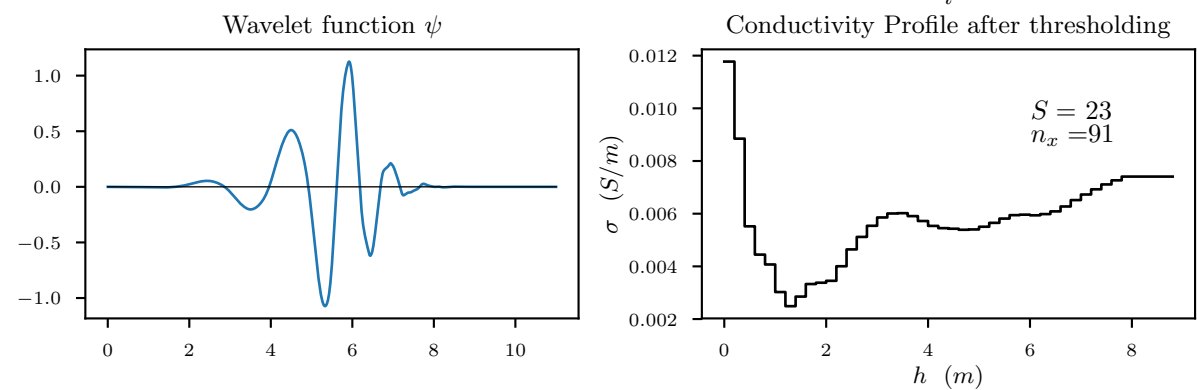 Wavelet function ψ
1.0
0.5
0.0
−0.5
−1.0
0 2 4 6 8 10
Conductivity Profile after thresholding
0.012
0.010
0.008
0.006
0.004
0.002
σ (S/m)
S = 23
n_x =91
0 2 4 6 8
h (m)